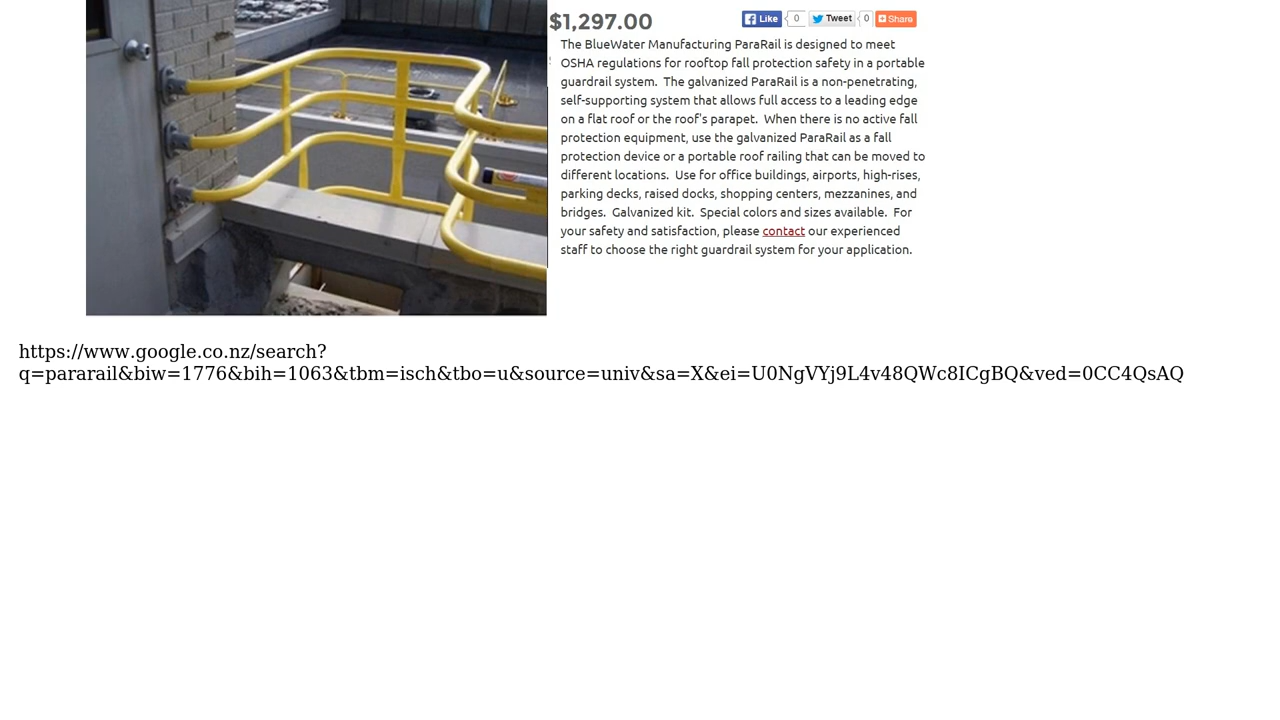 $1,297.00
Like 0 Tweet 0 Share
The BlueWater Manufacturing ParaRail is designed to meet
OSHA regulations for rooftop fall protection safety in a portable
guardrail system.  The galvanized ParaRail is a non-penetrating,
self-supporting system that allows full access to a leading edge
on a flat roof or the roof's parapet.  When there is no active fall
protection equipment, use the galvanized ParaRail as a fall
protection device or a portable roof railing that can be moved to
different locations.  Use for office buildings, airports, high-rises,
parking decks, raised docks, shopping centers, mezzanines, and
bridges.  Galvanized kit.  Special colors and sizes available.  For
your safety and satisfaction, please contact our experienced
staff to choose the right guardrail system for your application.
https://www.google.co.nz/search?
q=pararail&biw=1776&bih=1063&tbm=isch&tbo=u&source=univ&sa=X&ei=U0NgVYj9L4v48QWc8ICgBQ&ved=0CC4QsAQ